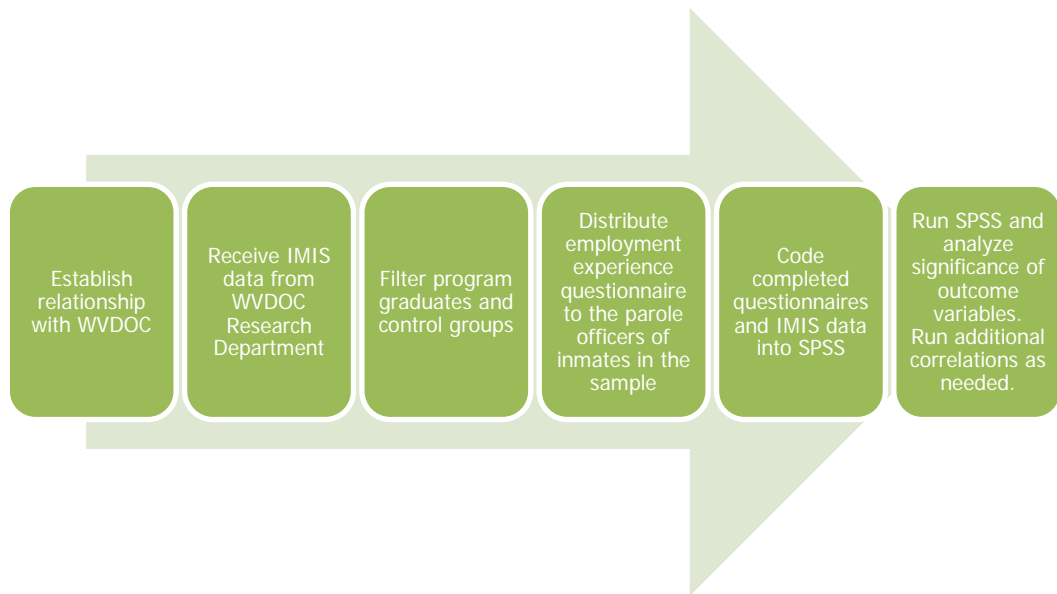 Establish
relationship
with WVDOC
Receive IMIS
data from
WVDOC
Research
Department
Filter program
graduates and
control groups
Distribute
employment
experience
questionnaire
to the parole
officers of
inmates in the
sample
Code
completed
questionnaires
and IMIS data
into SPSS
Run SPSS and
analyze
significance of
outcome
variables.
Run additional
correlations as
needed.